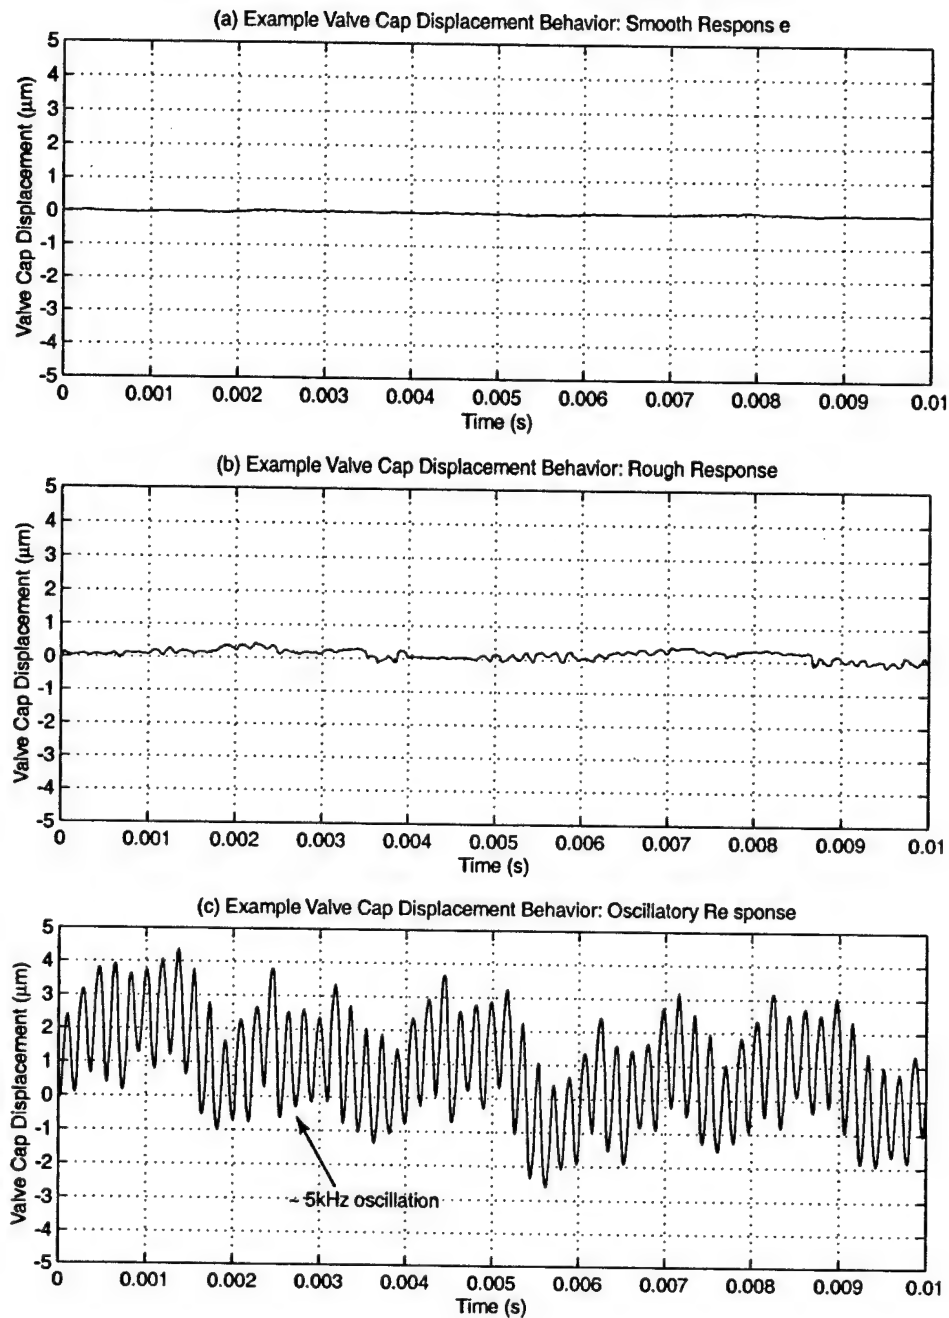 (a) Example Valve Cap Displacement Behavior: Smooth Respons e
5
4
3
2
1
0
-1
-2
-3
-4
-5
Valve Cap Displacement (μm)
0 0.001 0.002 0.003 0.004 0.005 0.006 0.007 0.008 0.009 0.01
Time (s)
(b) Example Valve Cap Displacement Behavior: Rough Response
5
4
3
2
1
0
-1
-2
-3
-4
-5
Valve Cap Displacement (μm)
0 0.001 0.002 0.003 0.004 0.005 0.006 0.007 0.008 0.009 0.01
Time (s)
(c) Example Valve Cap Displacement Behavior: Oscillatory Re sponse
5
4
3
2
1
0
-1
-2
-3
-4
-5
Valve Cap Displacement (μm)
~ 5kHz oscillation
0 0.001 0.002 0.003 0.004 0.005 0.006 0.007 0.008 0.009 0.01
Time (s)